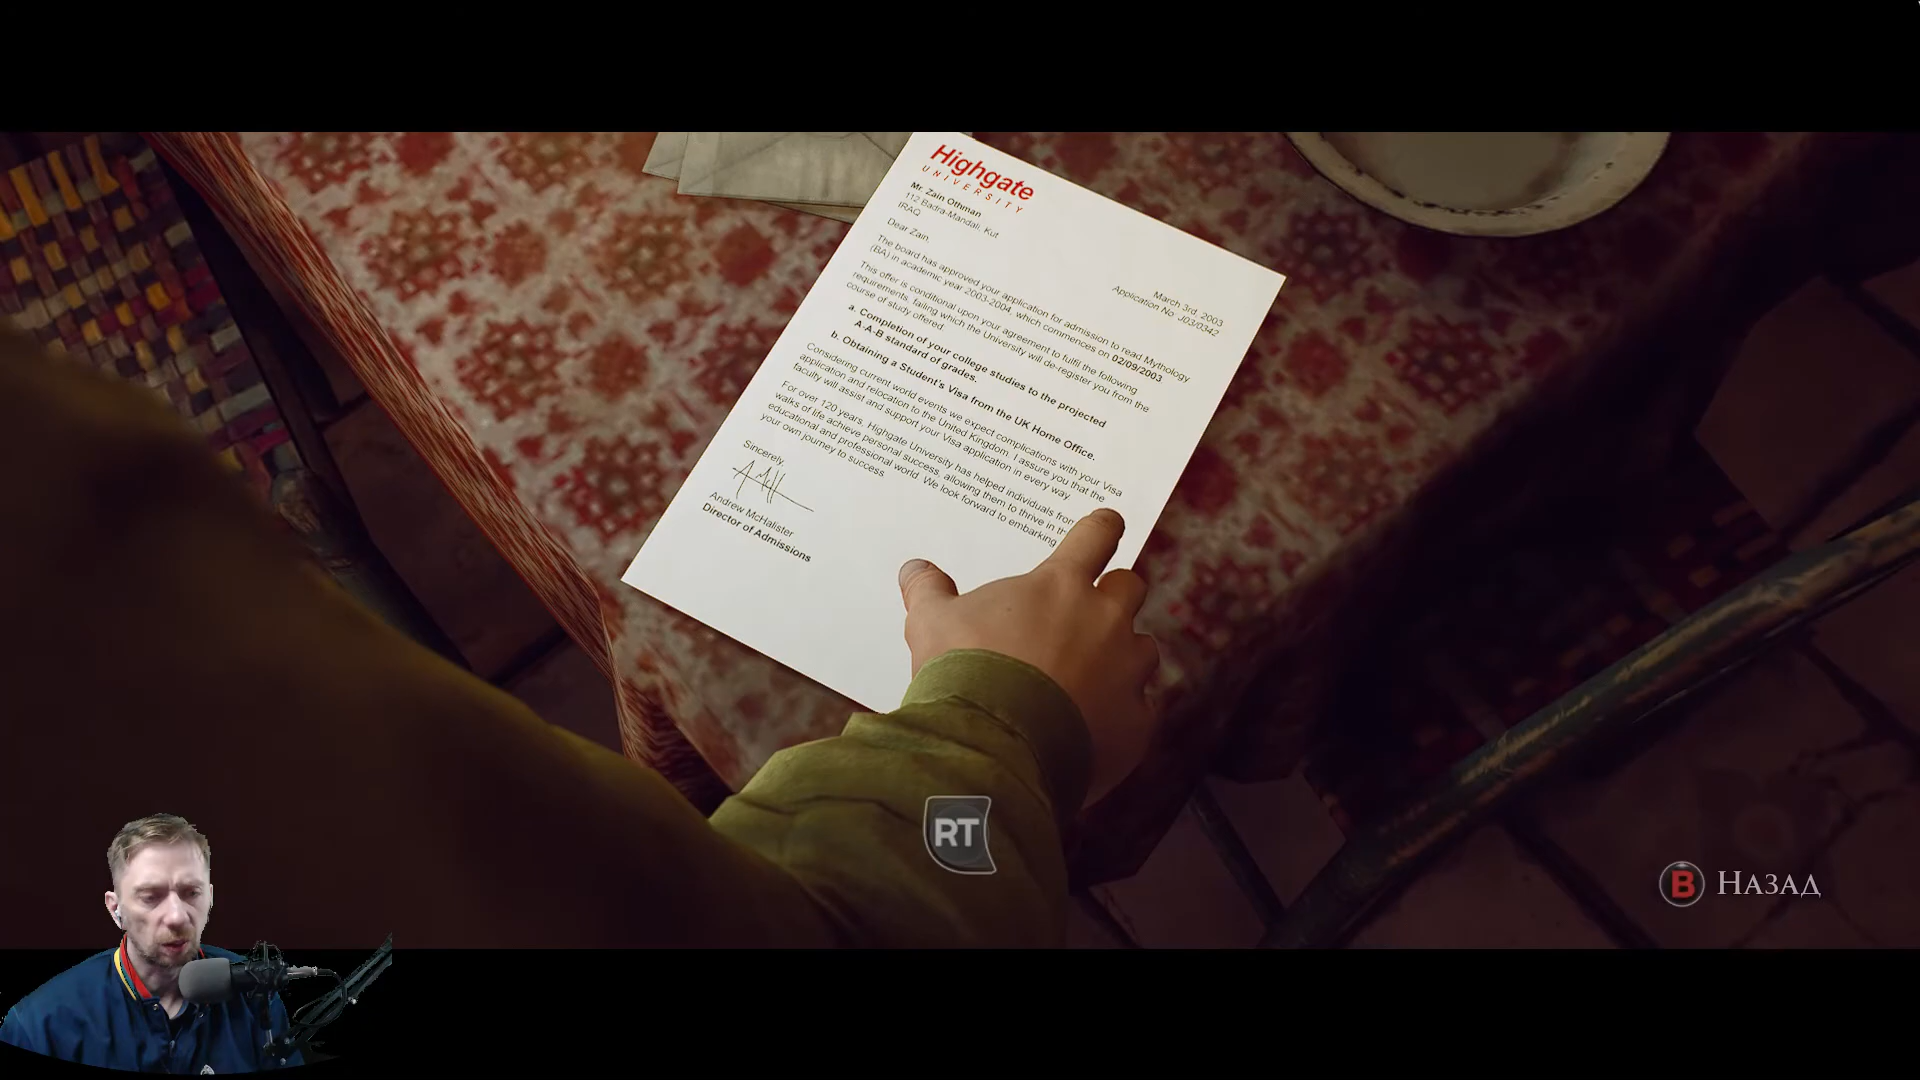 Highgate
UNIVERSITY
Mr. Zain Othman
112 Badra-Mandali, Kut
IRAQ
March 3rd, 2003
Application No. J03/0342
Dear Zain,
The board has approved your application for admission to read Mythology
(BA) in academic year 2003-2004, which commences on 02/09/2003.
This offer is conditional upon your agreement to fulfil the following
requirements, failing which the University will de-register you from the
course of study offered:
a. Completion of your college studies to the projected
A-A-B standard of grades.
b. Obtaining a Student's Visa from the UK Home Office.
Considering current world events we expect complications with your Visa
application and relocation to the United Kingdom. I assure you that the
faculty will assist and support your Visa application in every way.
For over 120 years, Highgate University has helped individuals from
walks of life achieve personal success, allowing them to thrive in
educational and professional world. We look forward to embarking
your own journey to success.
Sincerely,
Andrew McHalister
Director of Admissions
RT
B НАЗАД